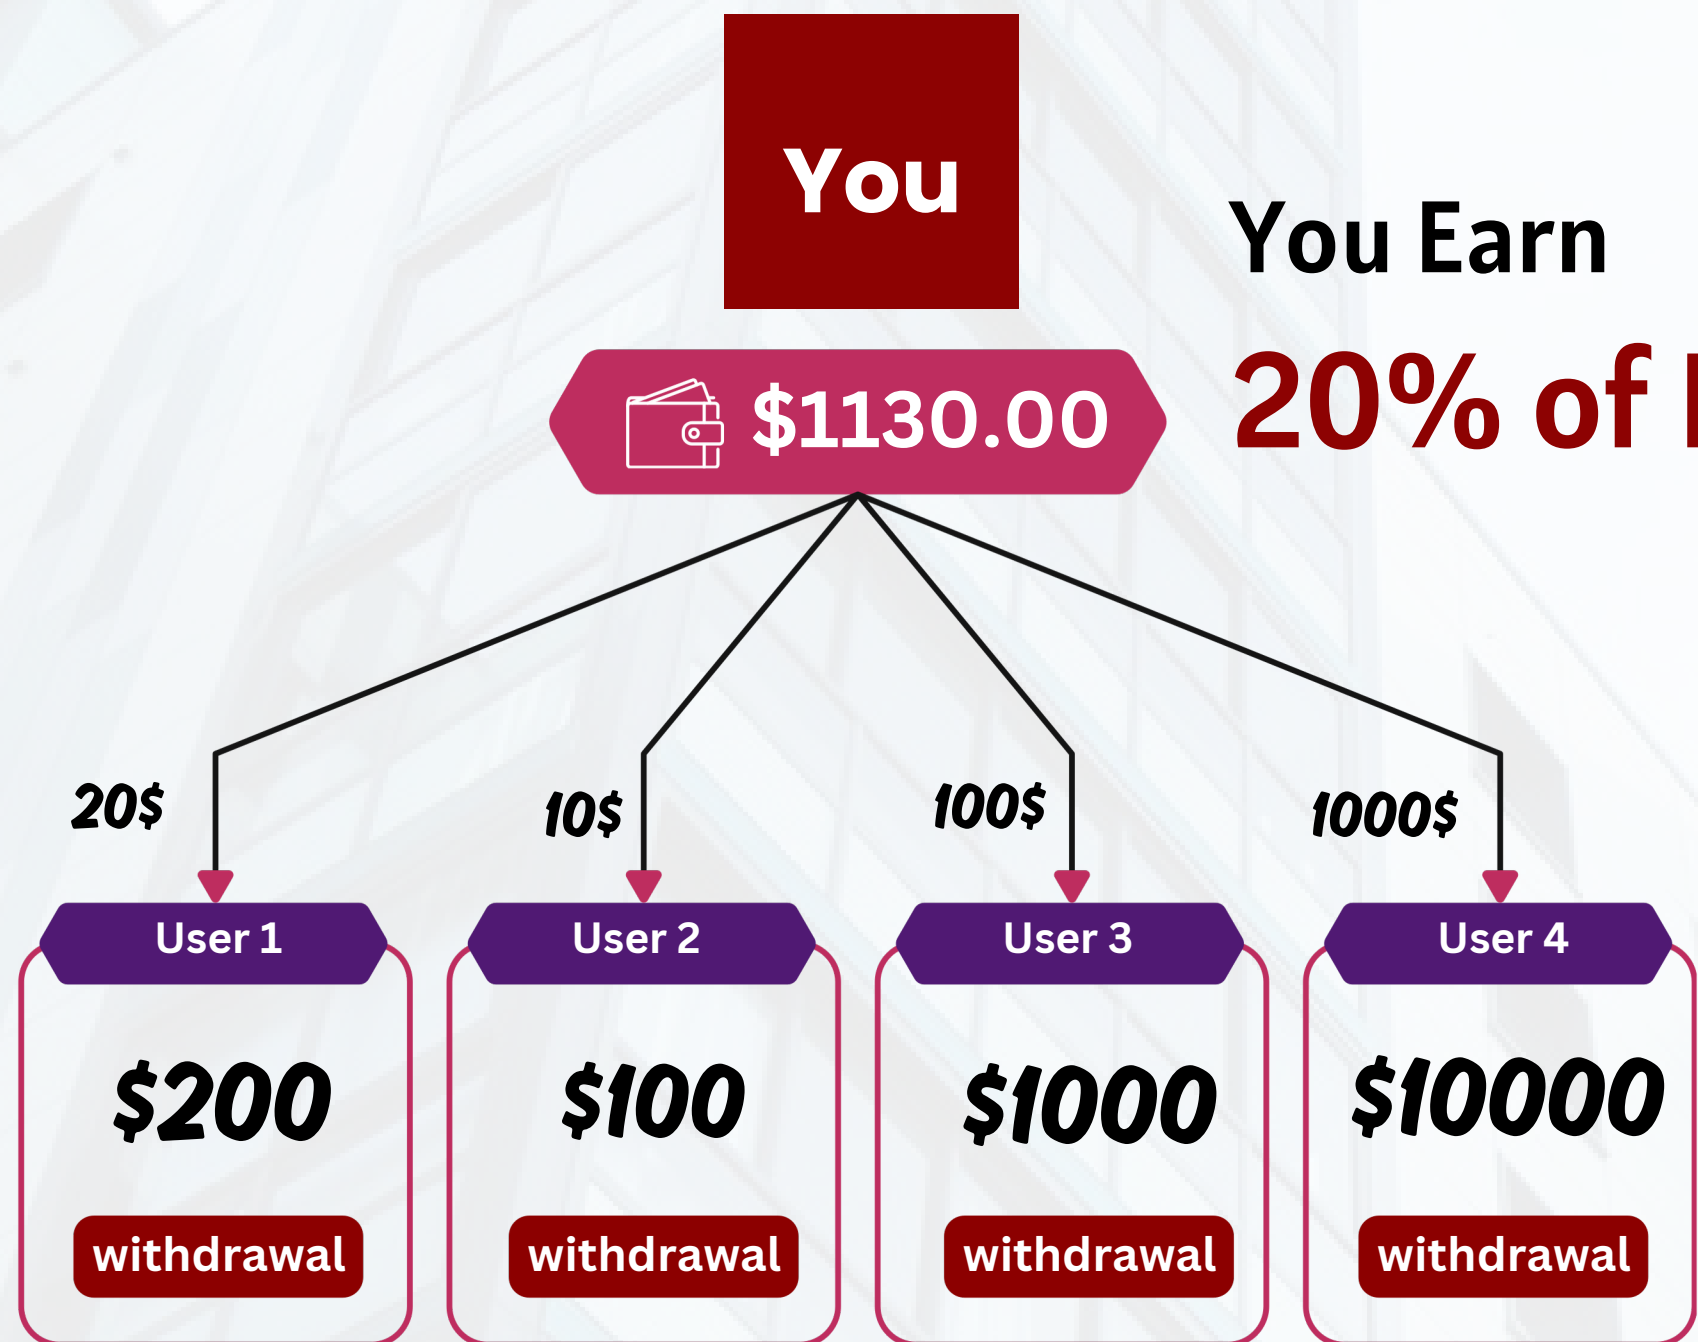 You
You Earn
20% of
$1130.00
20$
10$
100$
1000$
User 1
User 2
User 3
User 4
$200
$100
$1000
$10000
withdrawal
withdrawal
withdrawal
withdrawal